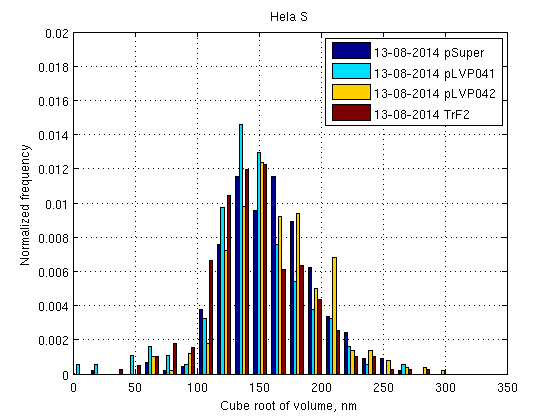 Hela S
0.02
0.018
0.016
0.014
0.012
0.01
0.008
0.006
0.004
0.002
0
Normalized frequency
13-08-2014 pSuper
13-08-2014 pLVP041
13-08-2014 pLVP042
13-08-2014 TrF2
0 50 100 150 200 250 300 350
Cube root of volume, nm